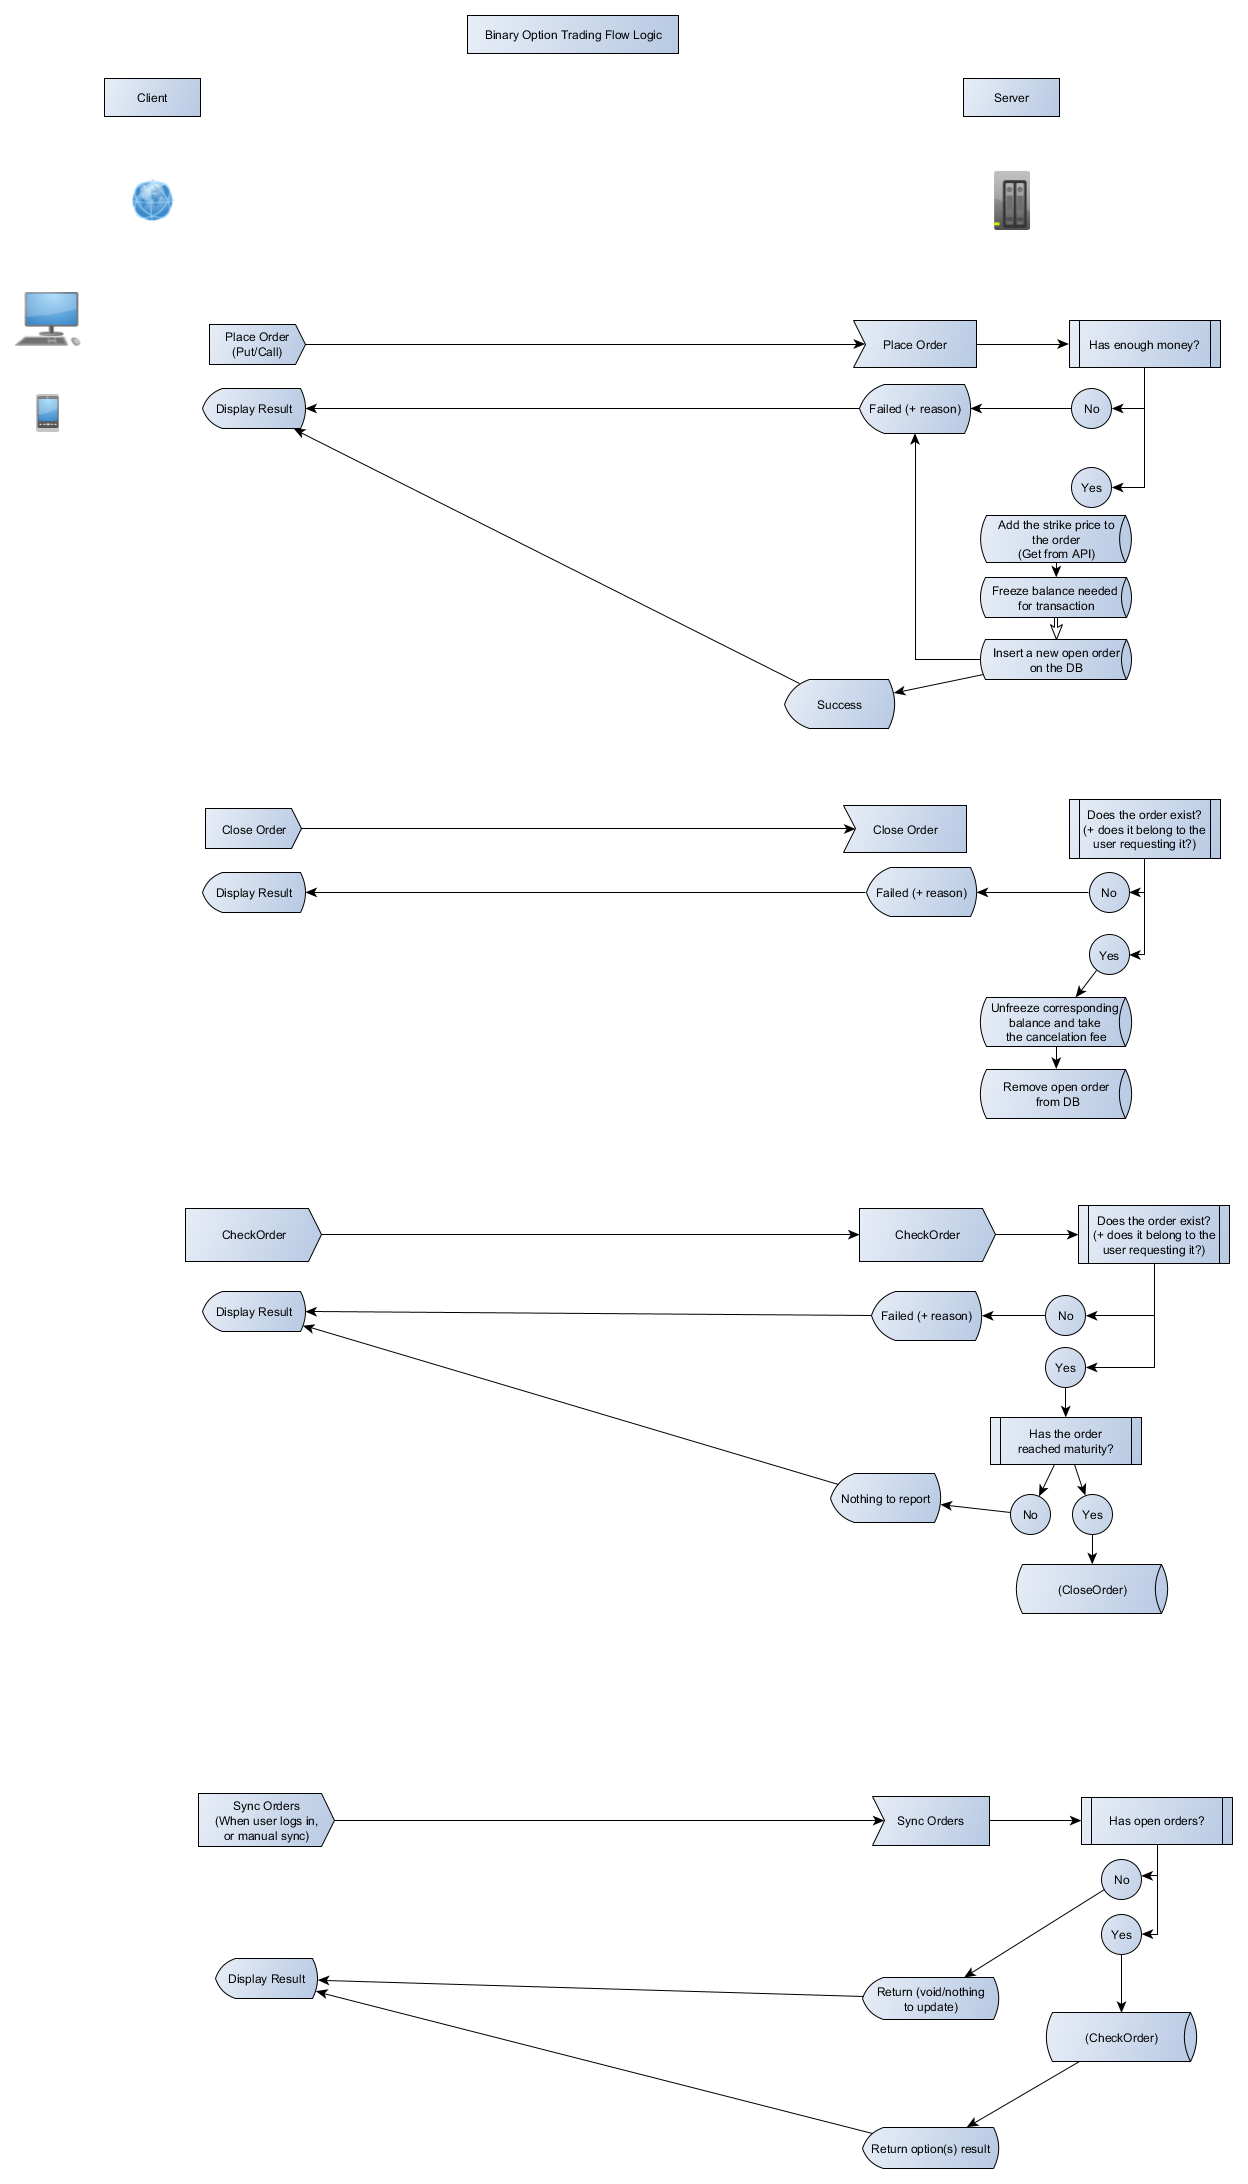 Binary Option Trading Flow Logic
Client
Server
Place Order
(Put/Call)
Place Order
Has enough money?
Display Result
Failed (+ reason)
No
Yes
Add the strike price to
the order
(Get from API)
Freeze balance needed
for transaction
Insert a new open order
on the DB
Success
Close Order
Close Order
Does the order exist?
(+ does it belong to the
user requesting it?)
Display Result
Failed (+ reason)
No
Yes
Unfreeze corresponding
balance and take
the cancelation fee
Remove open order
from DB
CheckOrder
CheckOrder
Does the order exist?
(+ does it belong to the
user requesting it?)
Display Result
Failed (+ reason)
No
Yes
Has the order
reached maturity?
Nothing to report
No
Yes
(CloseOrder)
Sync Orders
(When user logs in,
or manual sync)
Sync Orders
Has open orders?
No
Yes
Display Result
Return (void/nothing
to update)
(CheckOrder)
Return option(s) result